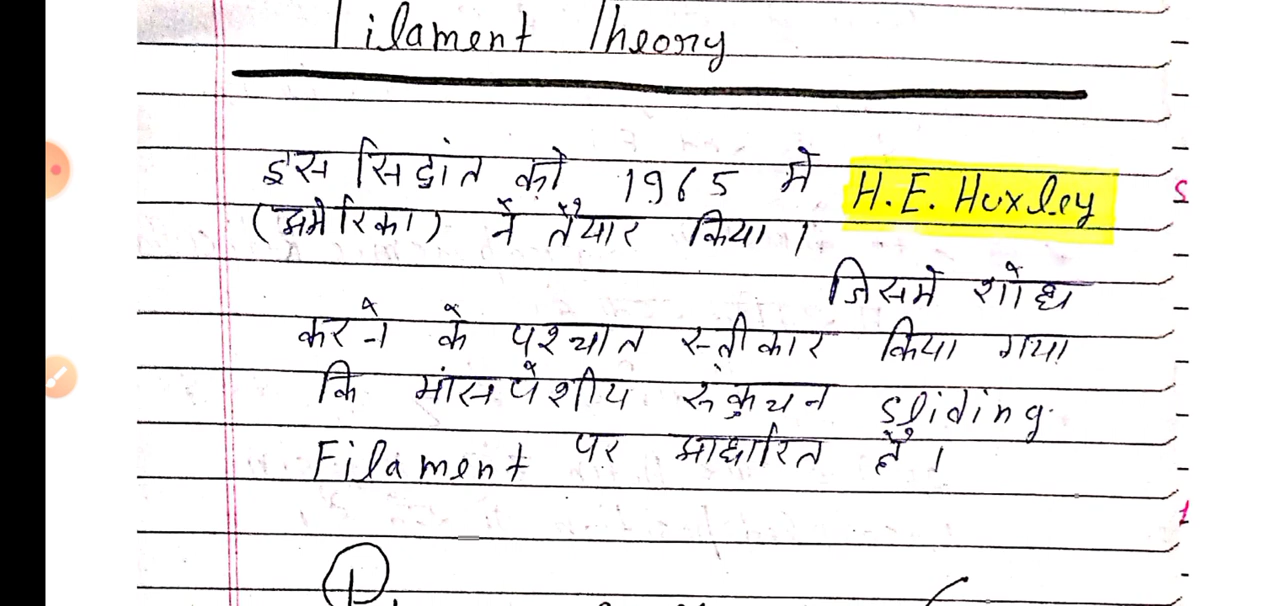 Filament Theory
इस सिद्धांत को 1965 में H.E. Huxley
(अमेरिका) ने तैयार किया।
जिसमें शोध
करने के पश्चात स्वीकार किया गया
कि मांसपेशीय संकुचन Sliding
Filament पर आधारित है।